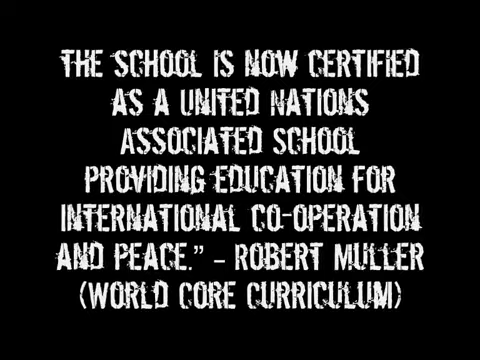 THE SCHOOL IS NOW CERTIFIED
AS A UNITED NATIONS
ASSOCIATED SCHOOL
PROVIDING EDUCATION FOR
INTERNATIONAL CO-OPERATION
AND PEACE.” – ROBERT MULLER
(WORLD CORE CURRICULUM)